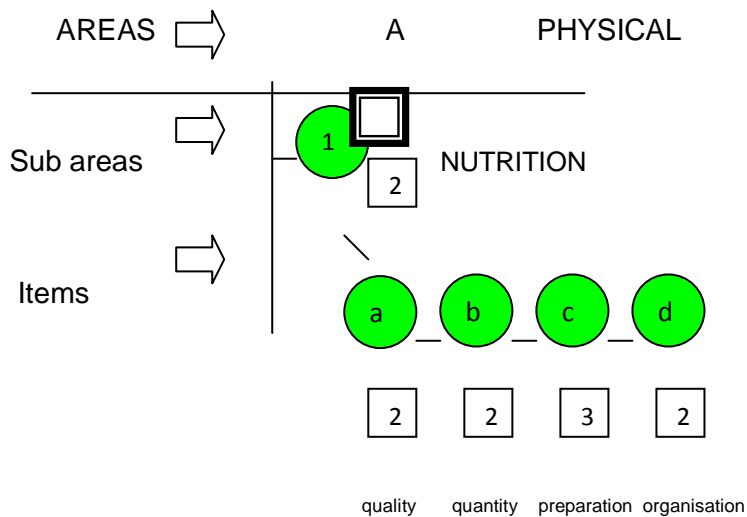 AREAS A PHYSICAL
1
Sub areas 2 NUTRITION
Items
a b c d
2 2 3 2
quality quantity preparation organisation